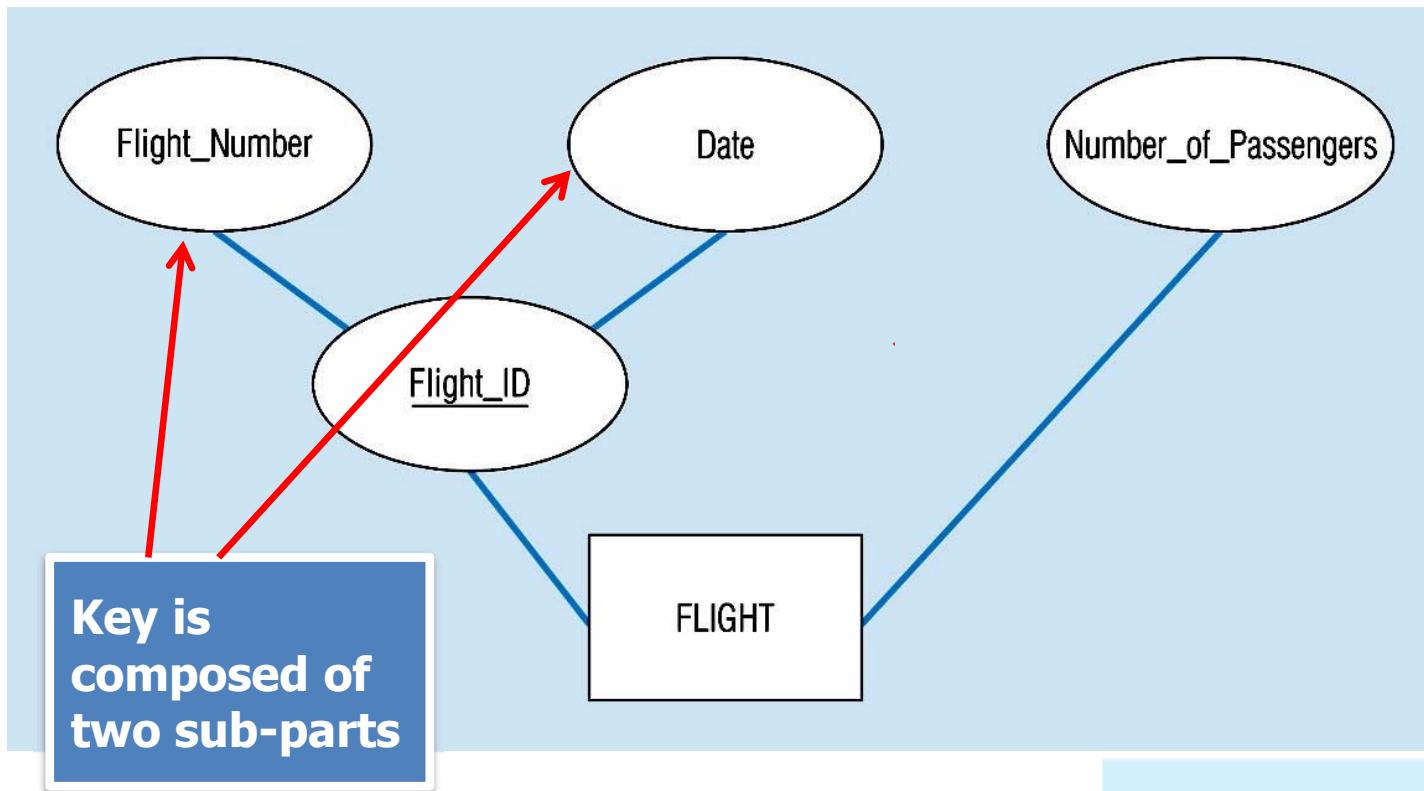 Flight_Number
Date
Number_of_Passengers
Flight_ID
FLIGHT
Key is
composed of
two sub-parts